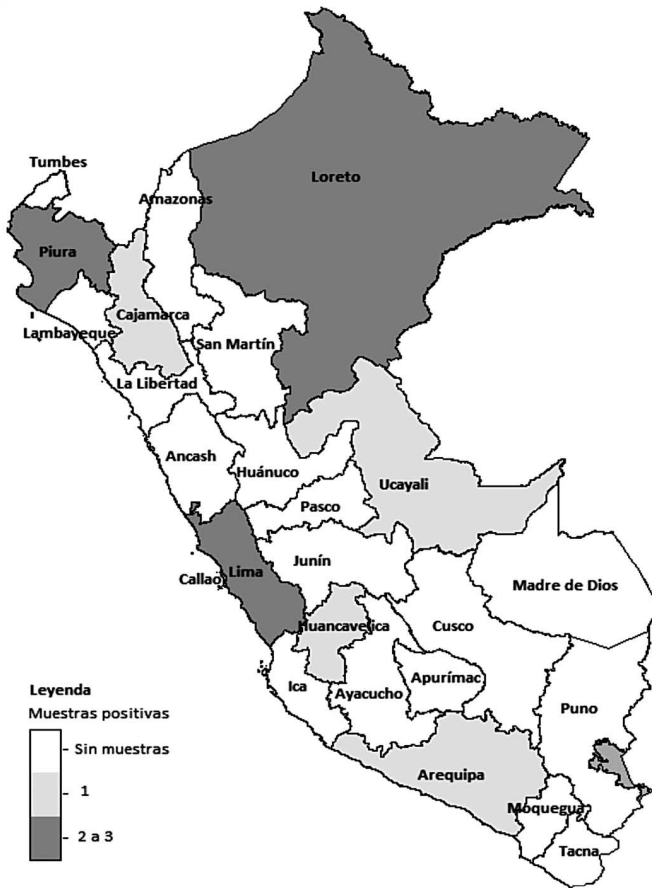 Tumbes
Amazonas
Loreto
Piura
Cajamarca
Lambayeque
San Martín
La Libertad
Ancash
Huánuco
Ucayali
Pasco
Junín
Callao
Lima
Madre de Dios
Huancavelica
Cusco
Ica
Ayacucho
Apurímac
Puno
Arequipa
Moquegua
Tacna
Leyenda
Muestras positivas
- Sin muestras
- 1
- 2 a 3